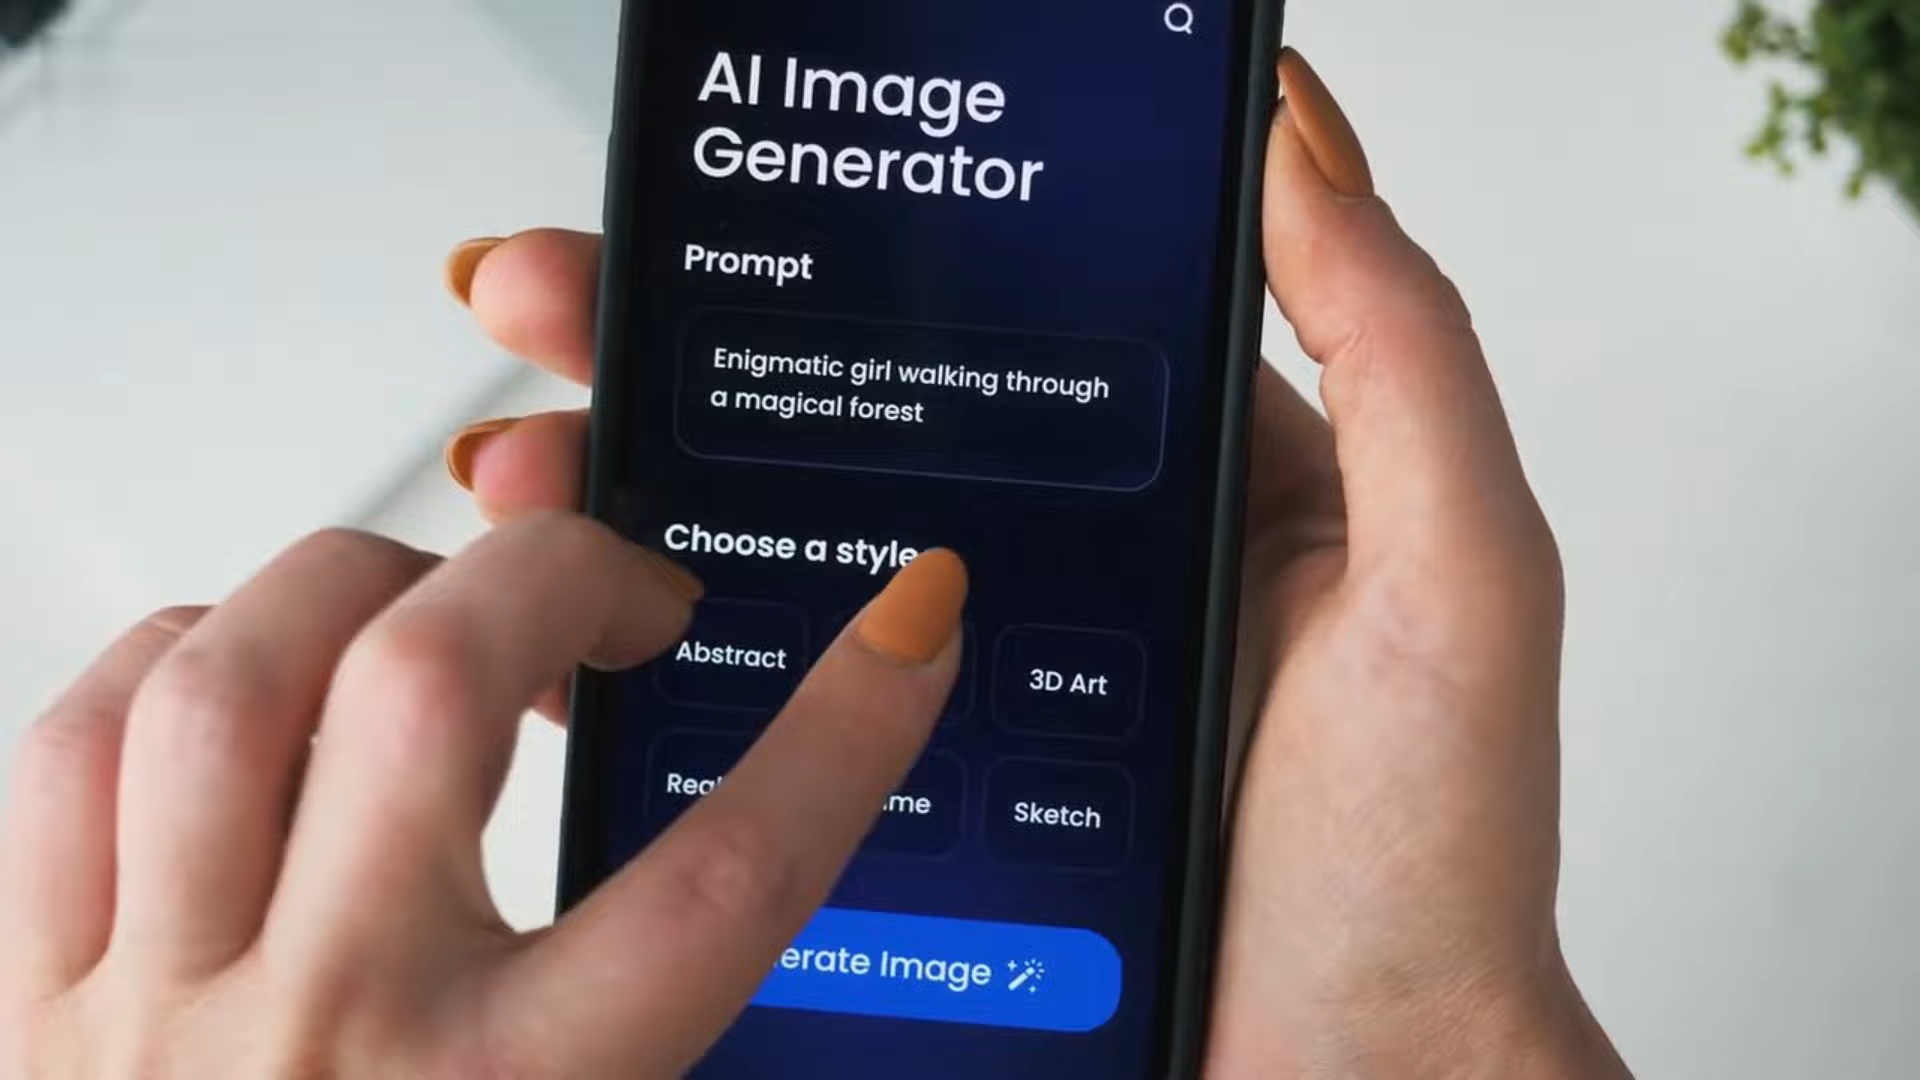 AI Image
Generator
Prompt
Enigmatic girl walking through
a magical forest
Choose a style
Abstract
3D Art
Sketch
Image